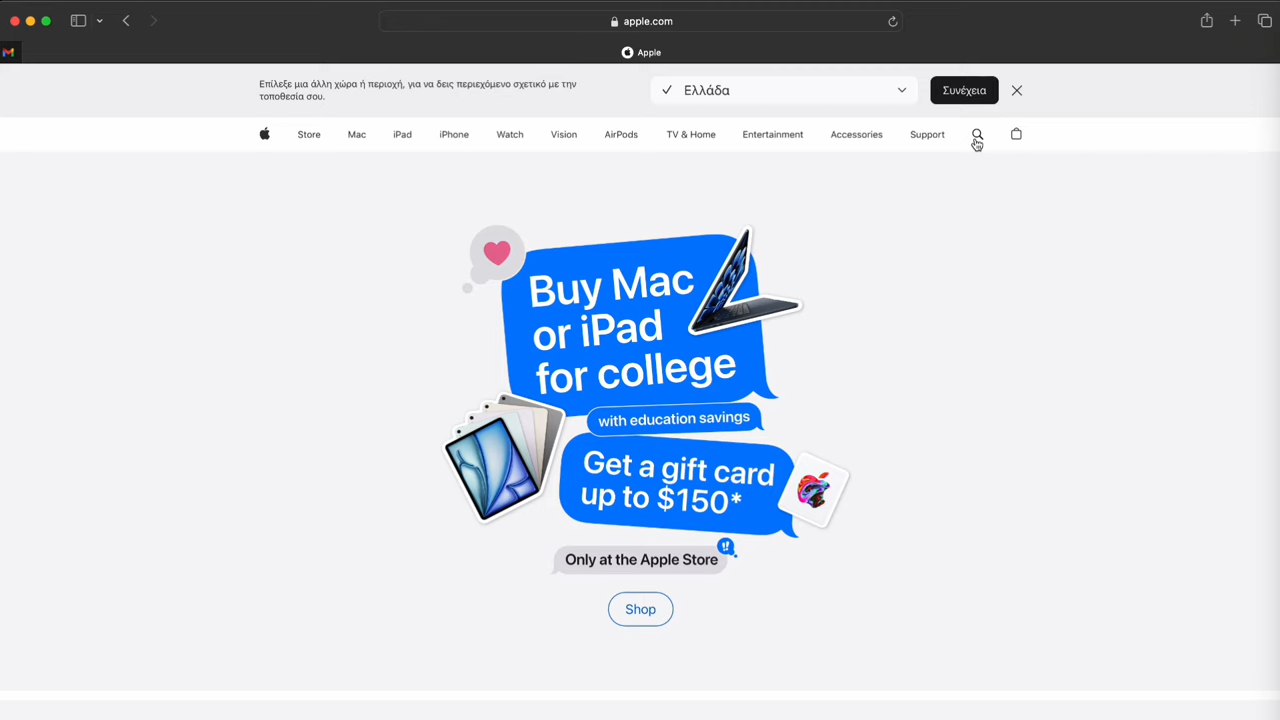 apple.com
Apple
Επίλεξε μια άλλη χώρα ή περιοχή, για να δεις περιεχόμενο σχετικό με την
τοποθεσία σου.
Ελλάδα
Συνέχεια
Store Mac iPad iPhone Watch Vision AirPods TV & Home Entertainment Accessories Support
Buy Mac
or iPad
for college
with education savings
Get a gift card
up to $150*
Only at the Apple Store
!!
Shop